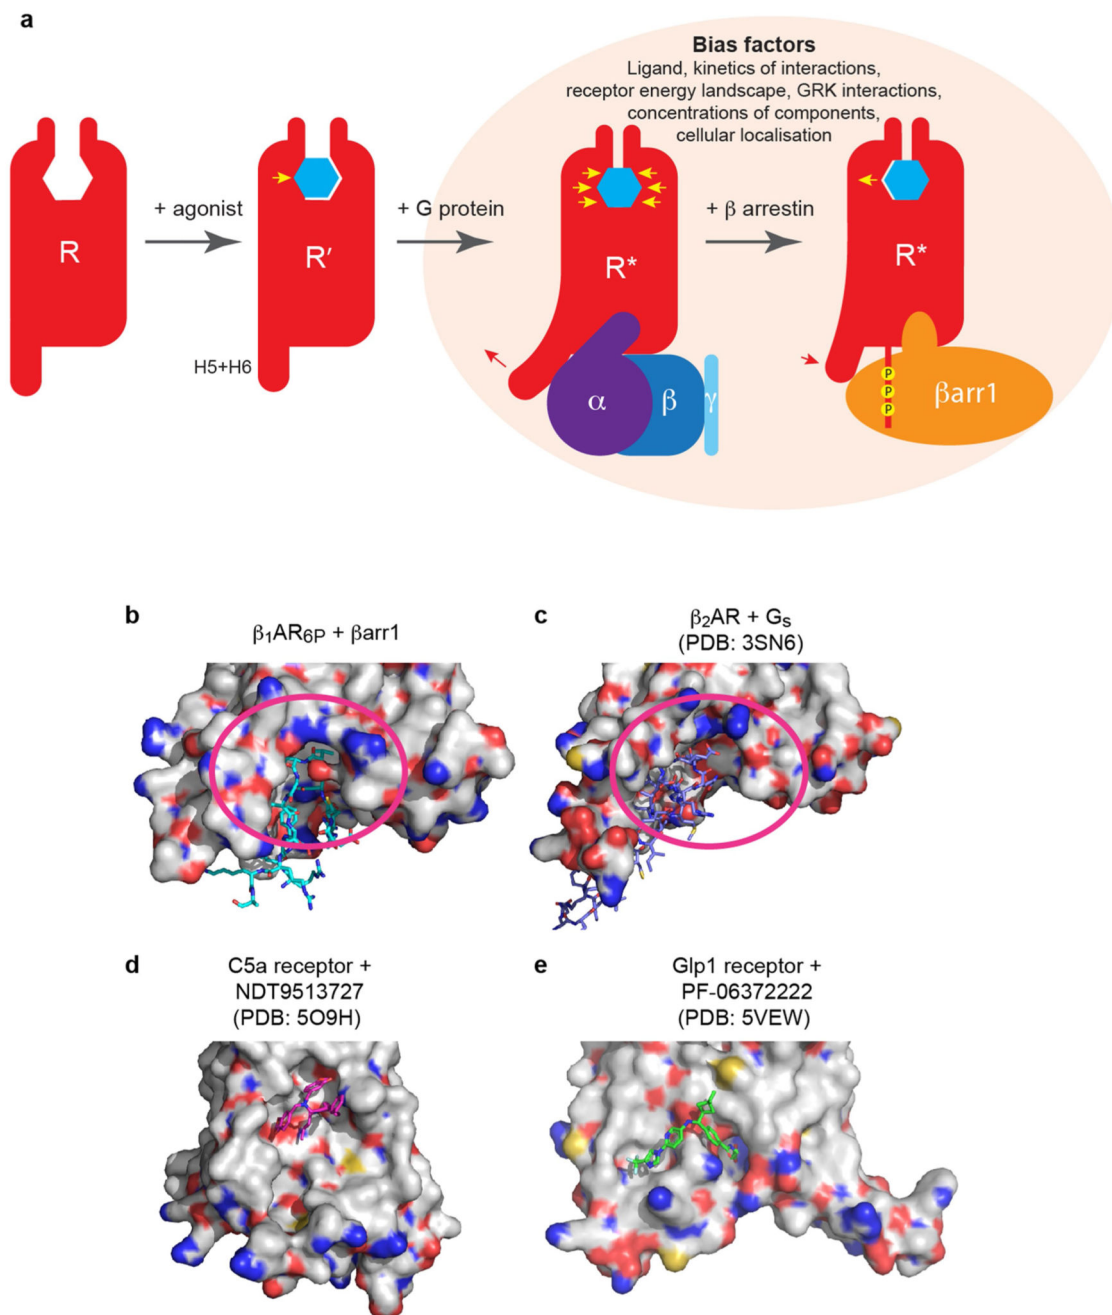 a
Bias factors
Ligand, kinetics of interactions,
receptor energy landscape, GRK interactions,
concentrations of components,
cellular localisation
R
+ agonist
R′
H5+H6
+ G protein
R*
α
β
γ
+ β arrestin
R*
P
P
P
βarr1
b
β₁AR₆P + βarr1
c
β₂AR + Gₛ
(PDB: 3SN6)
d
C5a receptor +
NDT9513727
(PDB: 5O9H)
e
Glp1 receptor +
PF-06372222
(PDB: 5VEW)